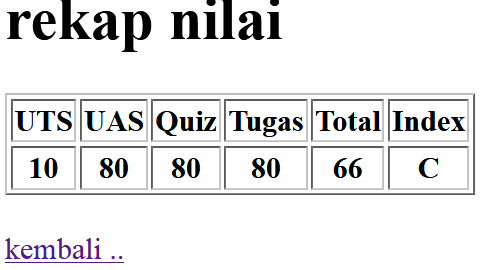 rekap nilai
UTS UAS Quiz Tugas Total Index
10 80 80 80 66 C
kembali ..